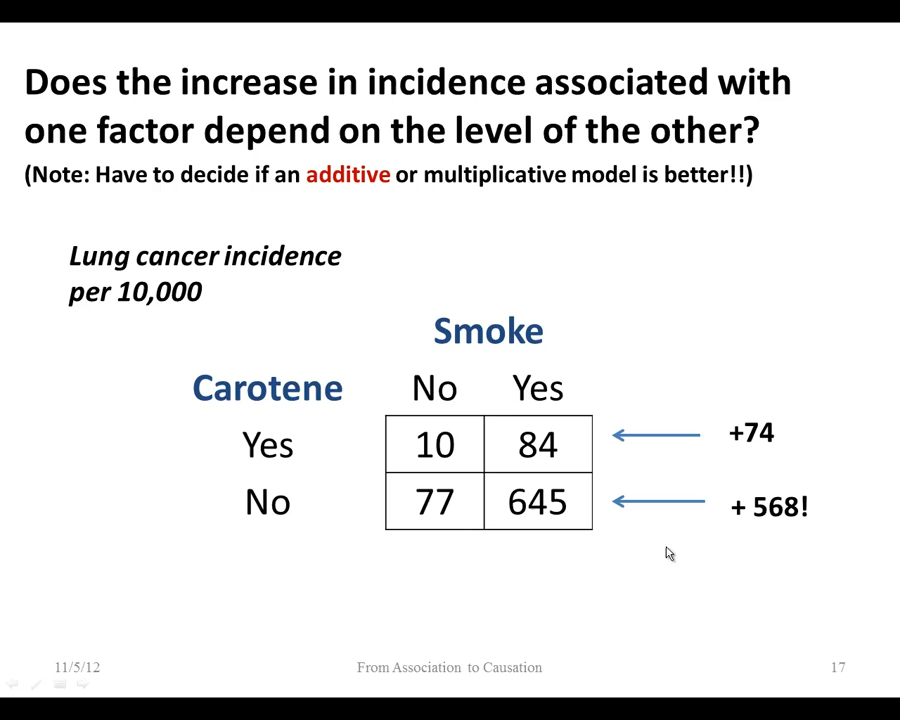 Does the increase in incidence associated with
one factor depend on the level of the other?
(Note: Have to decide if an additive or multiplicative model is better!!)
Lung cancer incidence
per 10,000
Smoke
Carotene No Yes
Yes 10 84 +74
No 77 645 + 568!
11/5/12 From Association to Causation 17